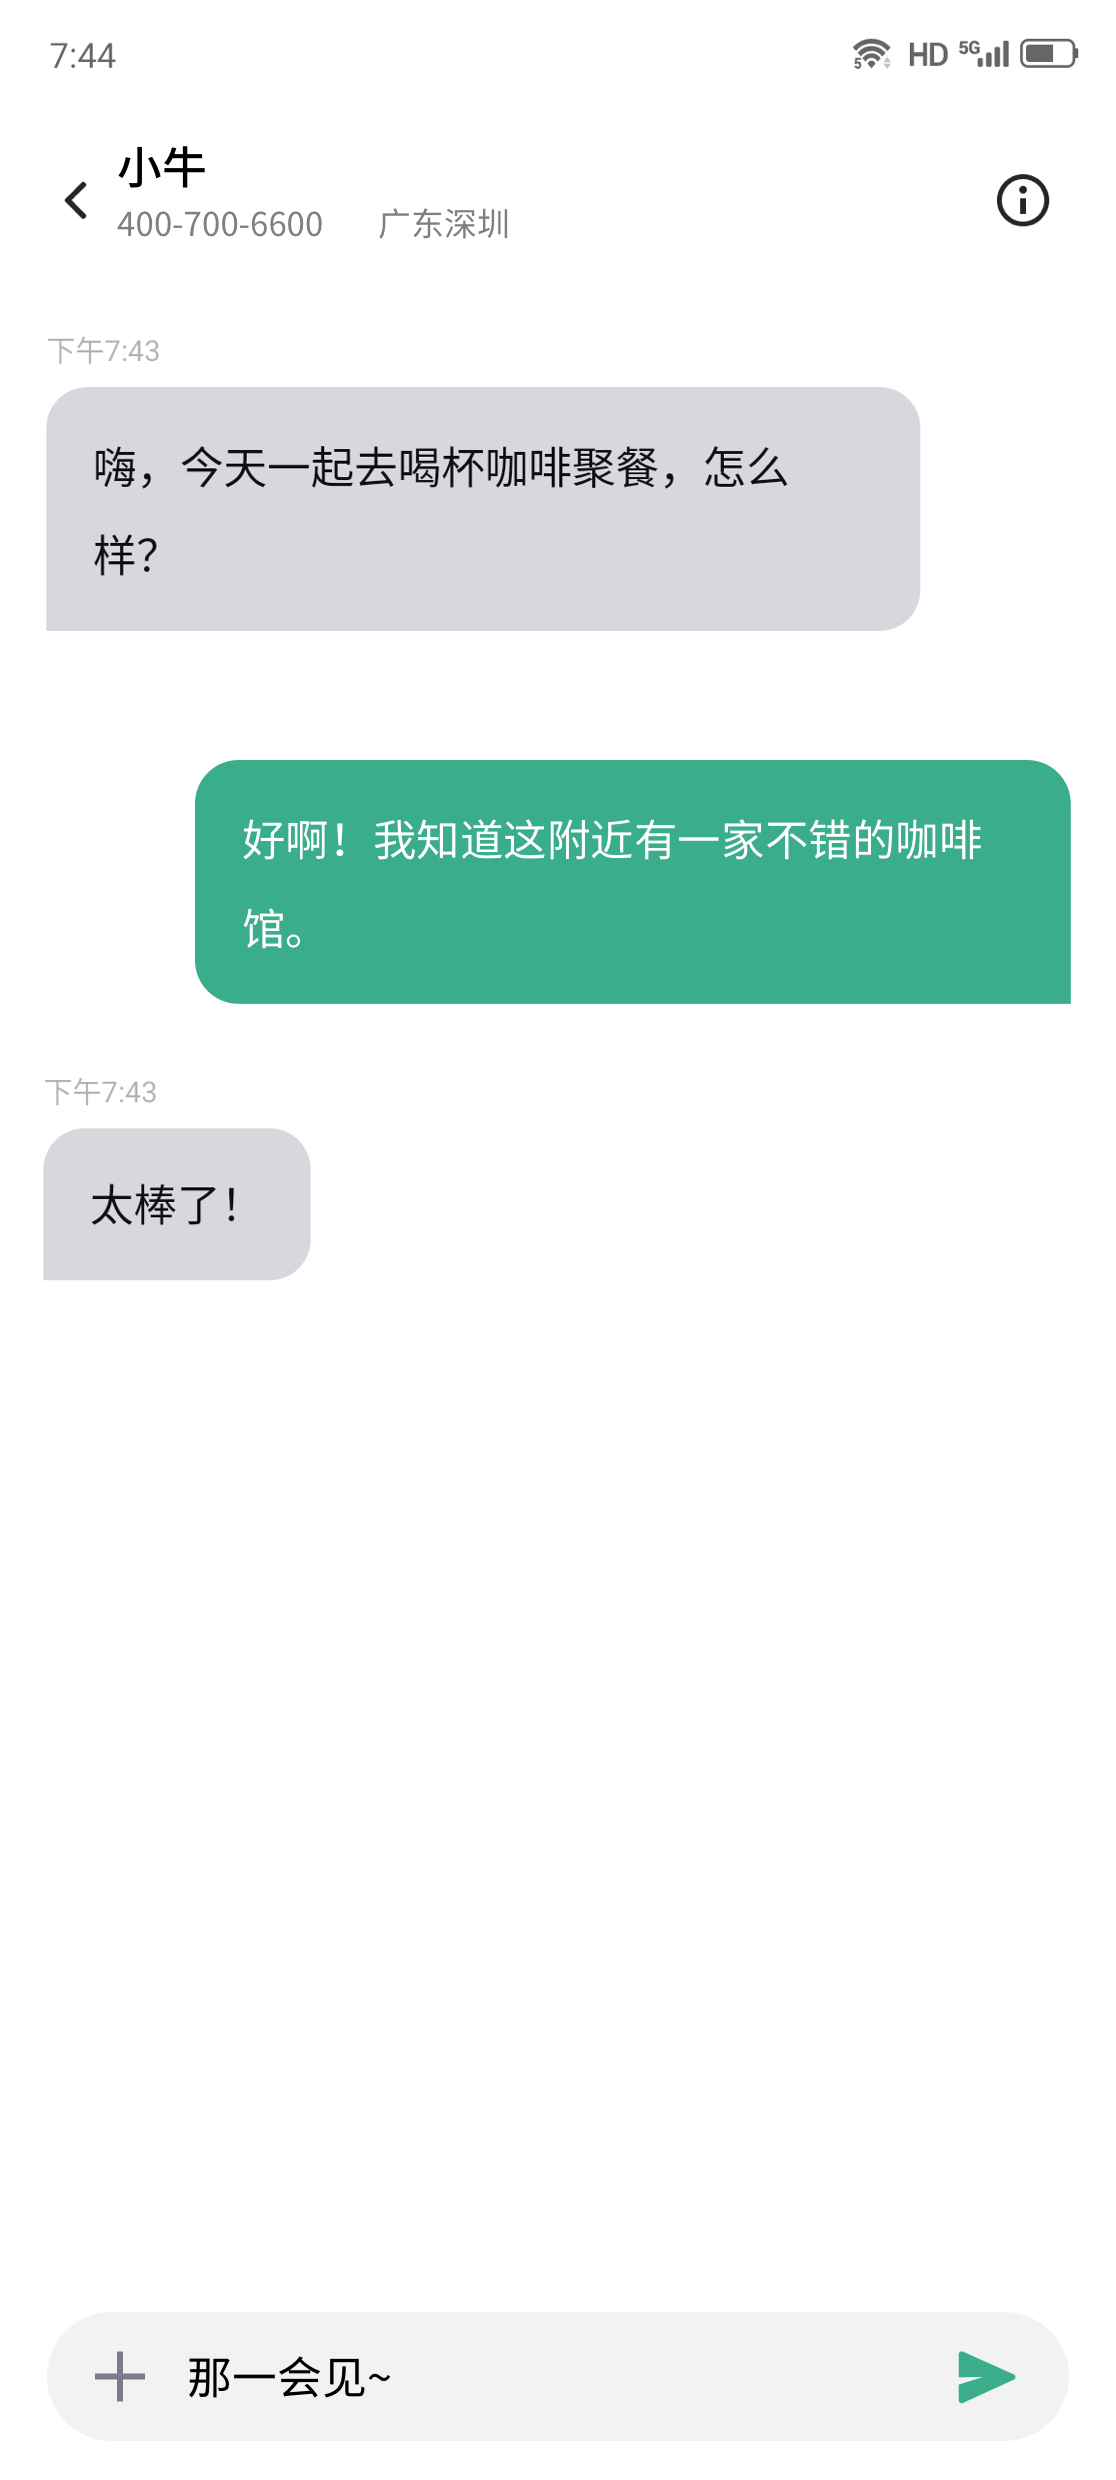 7:44
5 HD 5G
小牛
400-700-6600 广东深圳
下午7:43
嗨，今天一起去喝杯咖啡聚餐，怎么
样？
好啊！我知道这附近有一家不错的咖啡
馆。
下午7:43
太棒了！
那一会见~